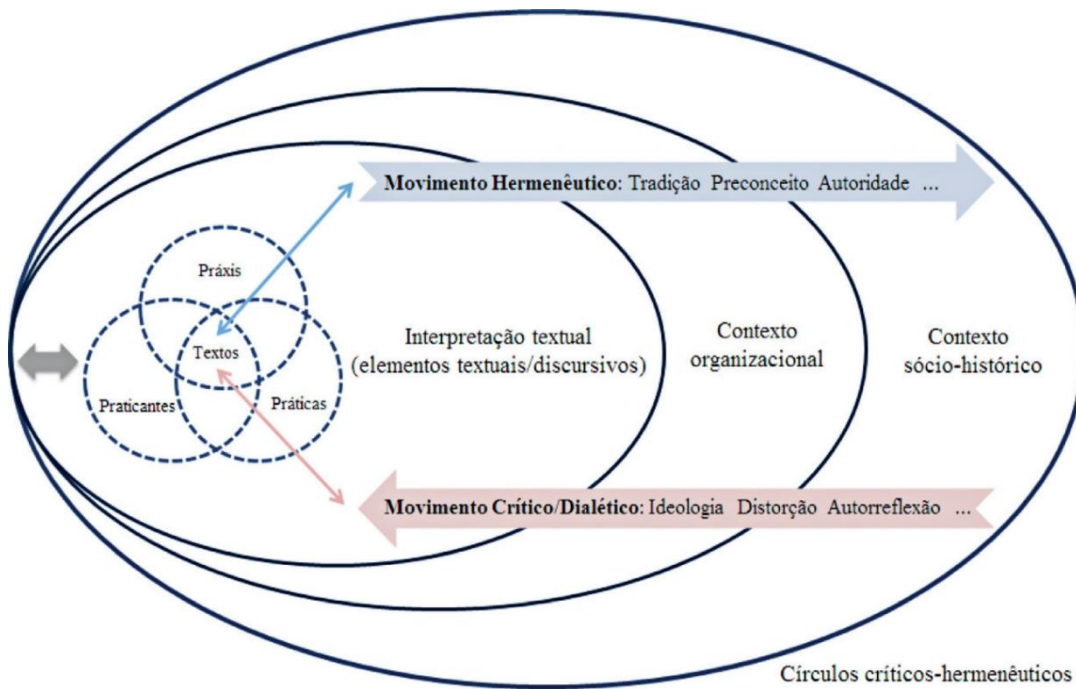 Movimento Hermenêutico: Tradição Preconceito Autoridade ...
Práxis
Textos
Praticantes
Práticas
Interpretação textual
(elementos textuais/discursivos)
Contexto
organizacional
Contexto
sócio-histórico
Movimento Crítico/Dialético: Ideologia Distorção Autorreflexão ...
Círculos críticos-hermenêuticos